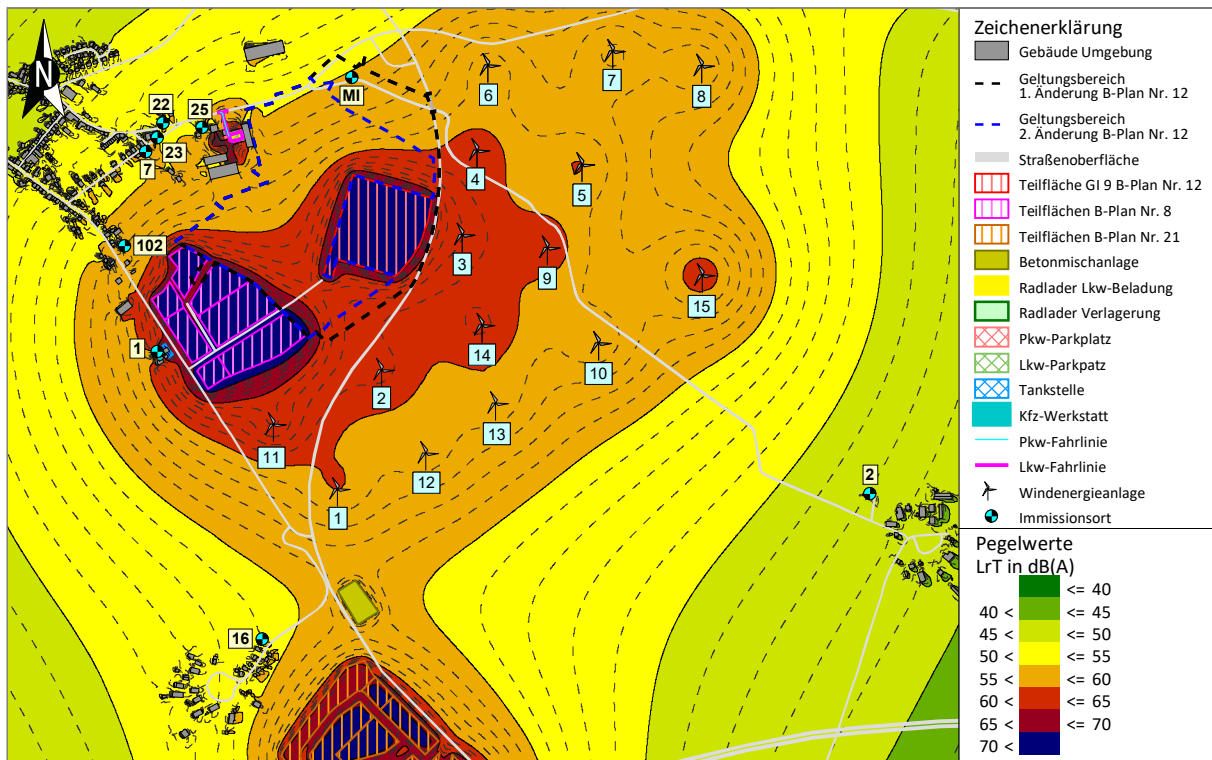 N
22
25
23
7
102
1
MI
6
7
8
4
5
3
9
15
14
10
2
13
11
12
1
2
16
Zeichenerklärung
Gebäude Umgebung
Geltungsbereich
1. Änderung B-Plan Nr. 12
Geltungsbereich
2. Änderung B-Plan Nr. 12
Straßenoberfläche
Teilfläche GI 9 B-Plan Nr. 12
Teilflächen B-Plan Nr. 8
Teilflächen B-Plan Nr. 21
Betonmischanlage
Radlader Lkw-Beladung
Radlader Verlagerung
Pkw-Parkplatz
Lkw-Parkpatz
Tankstelle
Kfz-Werkstatt
Pkw-Fahrlinie
Lkw-Fahrlinie
Windenergieanlage
Immissionsort
Pegelwerte
LrT in dB(A)
<= 40
40 < <= 45
45 < <= 50
50 < <= 55
55 < <= 60
60 < <= 65
65 < <= 70
70 <